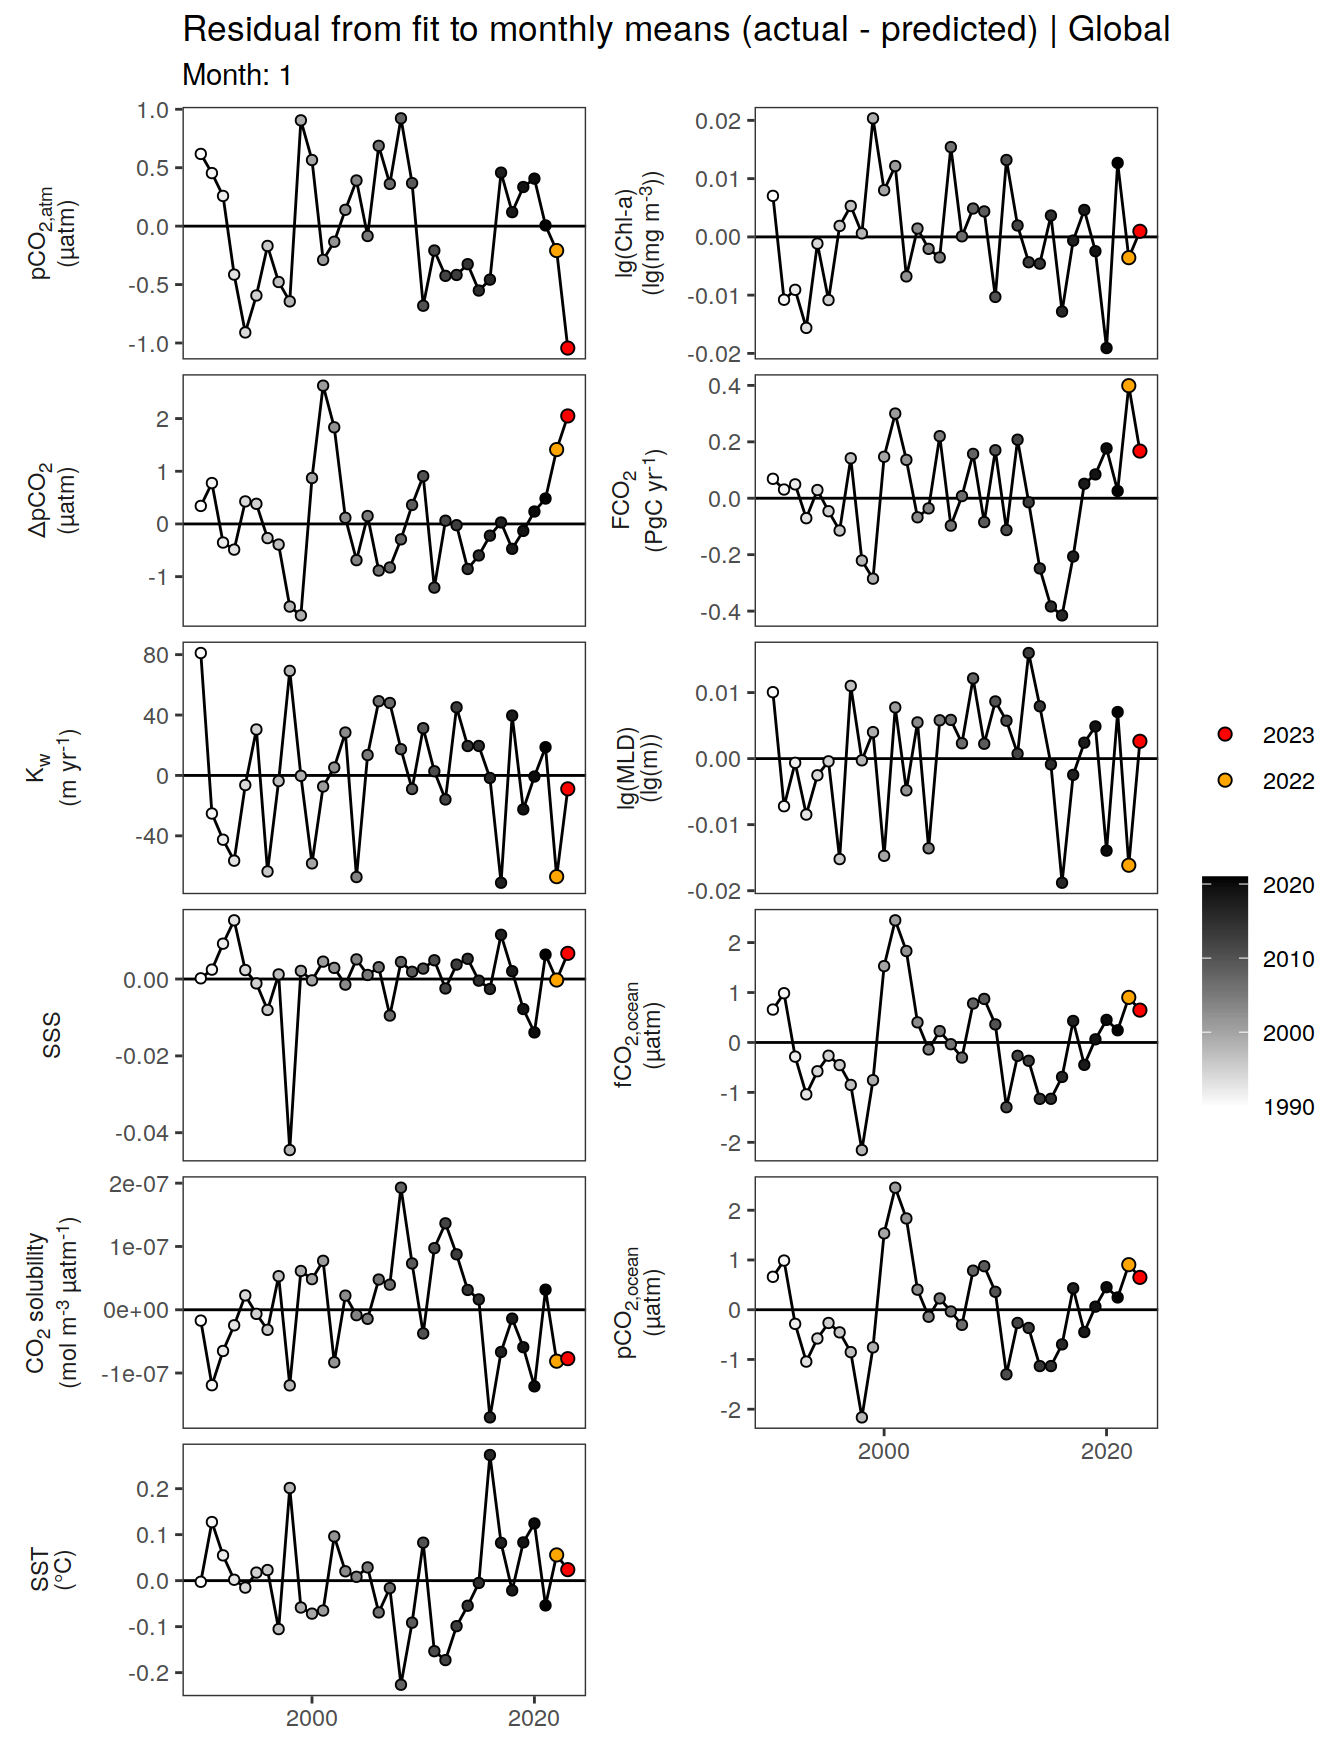 Residual from fit to monthly means (actual - predicted) | Global
Month: 1
pCO2,atm
(µatm)
1.0
0.5
0.0
-0.5
-1.0
lg(Chl-a)
(lg(mg m-3))
0.02
0.01
0.00
-0.01
-0.02
ΔpCO2
(µatm)
2
1
0
-1
FCO2
(PgC yr-1)
0.4
0.2
0.0
-0.2
-0.4
Kw
(m yr-1)
80
40
0
-40
lg(MLD)
(lg(m))
0.01
0.00
-0.01
-0.02
SSS
0.00
-0.02
-0.04
fCO2,ocean
(µatm)
2
1
0
-1
-2
CO2 solubility
(mol m-3 µatm-1)
2e-07
1e-07
0e+00
-1e-07
pCO2,ocean
(µatm)
2
1
0
-1
-2
2000
2020
SST
(°C)
0.2
0.1
0.0
-0.1
-0.2
2000
2020
2023
2022
2020
2010
2000
1990